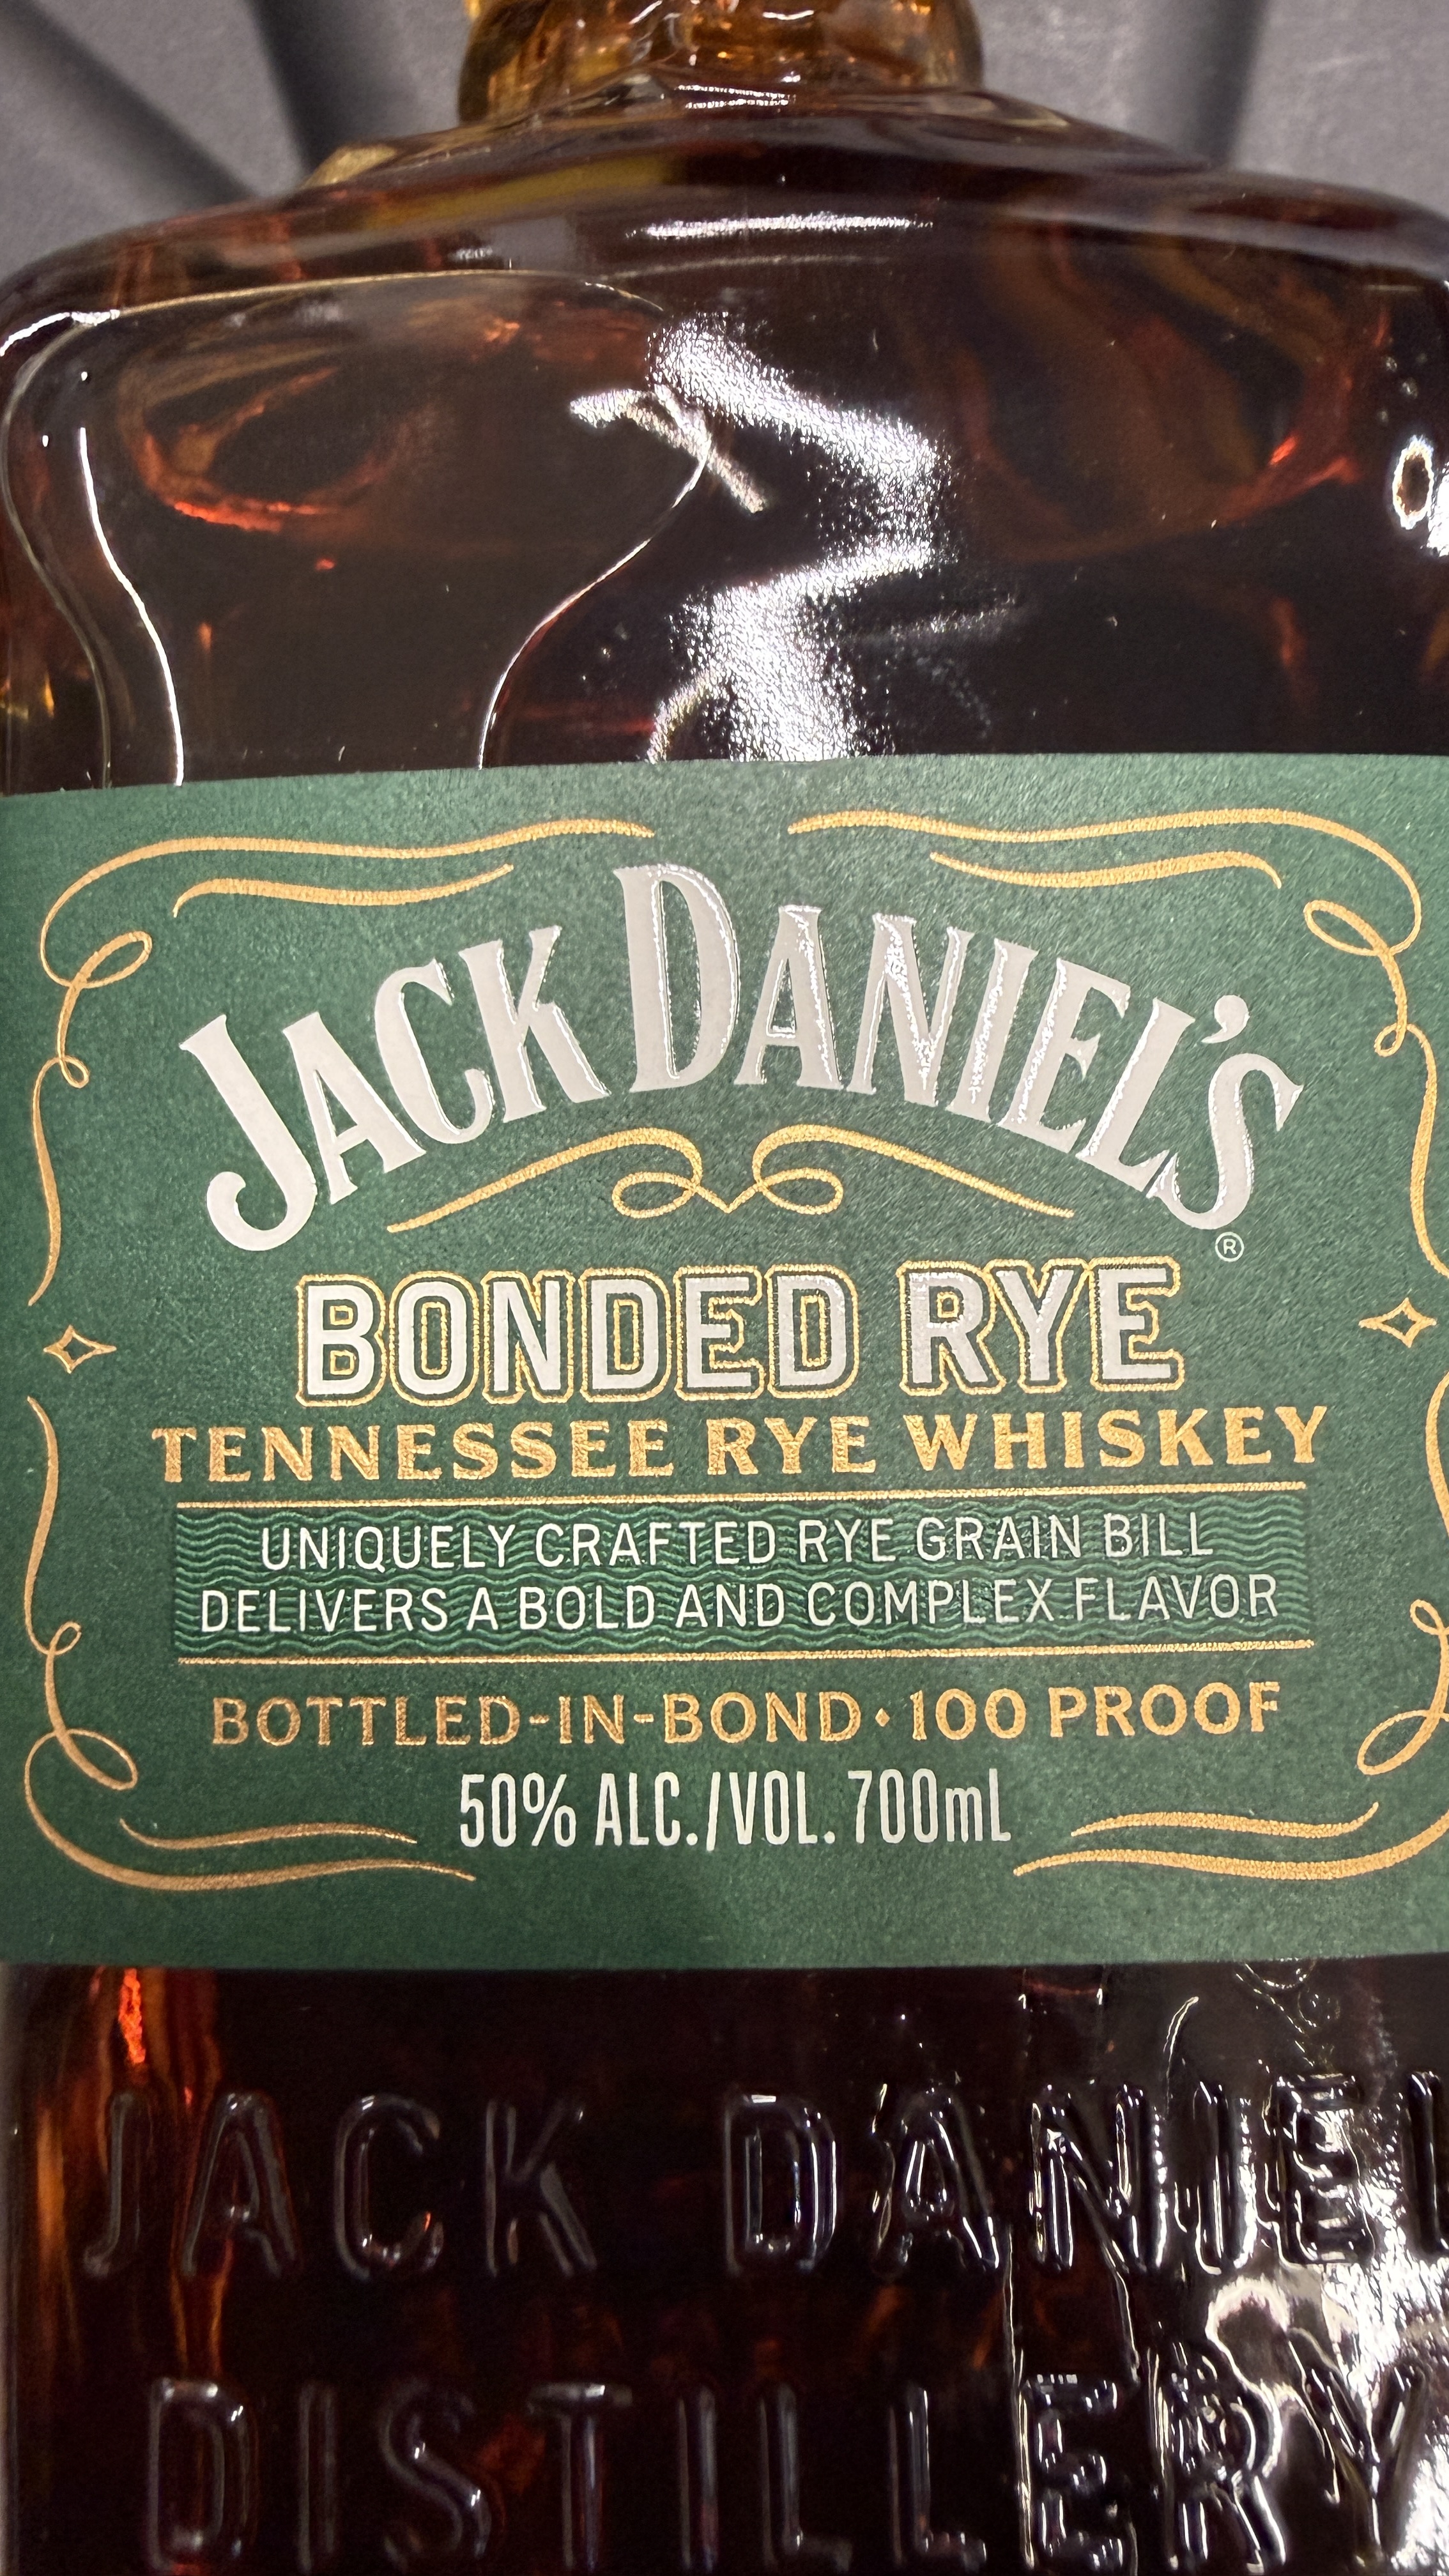 JACK DANIEL'S
®
BONDED RYE
TENNESSEE RYE WHISKEY
UNIQUELY CRAFTED RYE GRAIN BILL
DELIVERS A BOLD AND COMPLEX FLAVOR
BOTTLED-IN-BOND • 100 PROOF
50% ALC./VOL. 700mL
JACK DANIEL
DISTILLERY